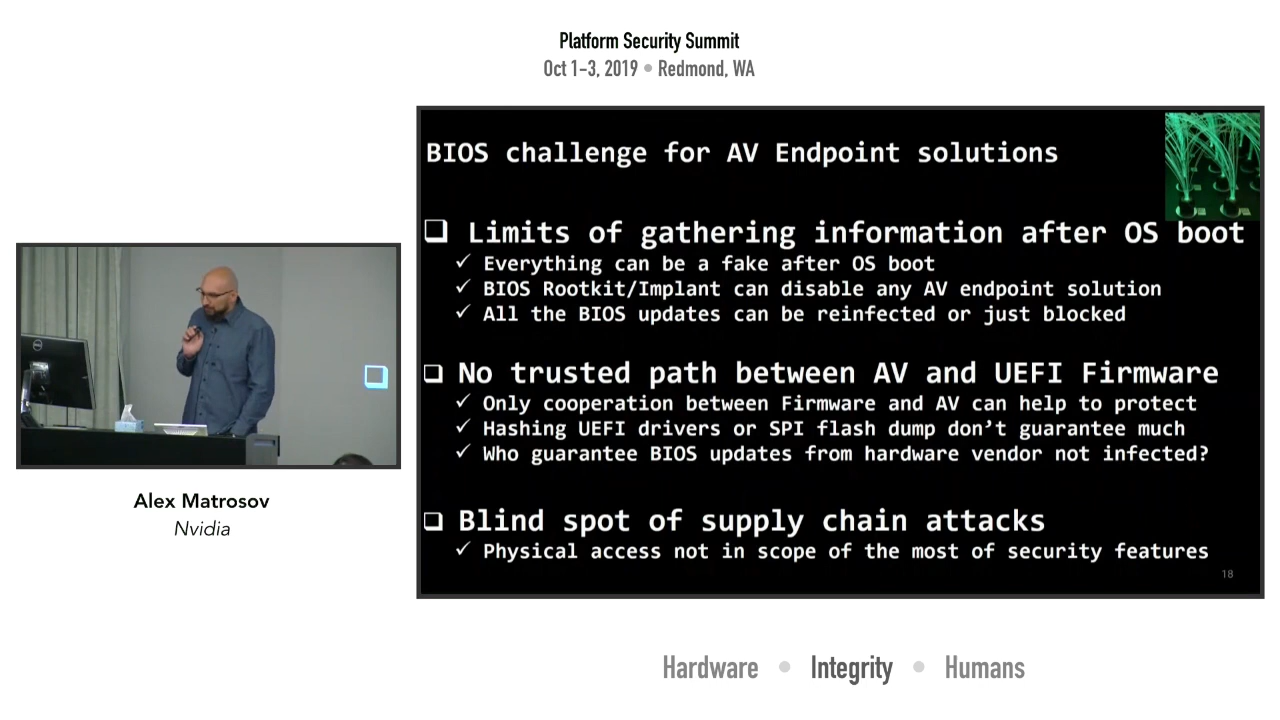 Platform Security Summit
Oct 1-3, 2019 • Redmond, WA
BIOS challenge for AV Endpoint solutions
❑ Limits of gathering information after OS boot
✓ Everything can be a fake after OS boot
✓ BIOS Rootkit/Implant can disable any AV endpoint solution
✓ All the BIOS updates can be reinfected or just blocked
❑ No trusted path between AV and UEFI Firmware
✓ Only cooperation between Firmware and AV can help to protect
✓ Hashing UEFI drivers or SPI flash dump don’t guarantee much
✓ Who guarantee BIOS updates from hardware vendor not infected?
❑ Blind spot of supply chain attacks
✓ Physical access not in scope of the most of security features
18
DELL
Alex Matrosov
Nvidia
Hardware • Integrity • Humans